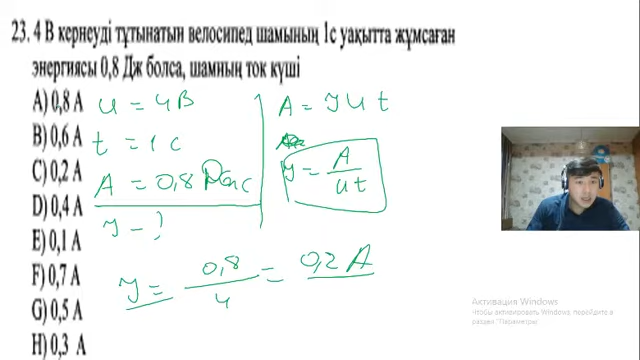 23. 4 В кернеуді тұтынатын велосипед шамының 1с уақытта жұмсаған
энергиясы 0,8 Дж болса, шамның ток күші
A) 0,8 А
B) 0,6 А
C) 0,2 А
D) 0,4 А
E) 0,1 А
F) 0,7 А
G) 0,5 А
H) 0,3 А
u = 4В
t = 1 с
A = 0,8 Дж
y - ?
A = y u t
y = A / ut
y = 0,8 / 4 = 0,2 A
Активация Windows
Чтобы активировать Windows, перейдите в
раздел "Параметры".